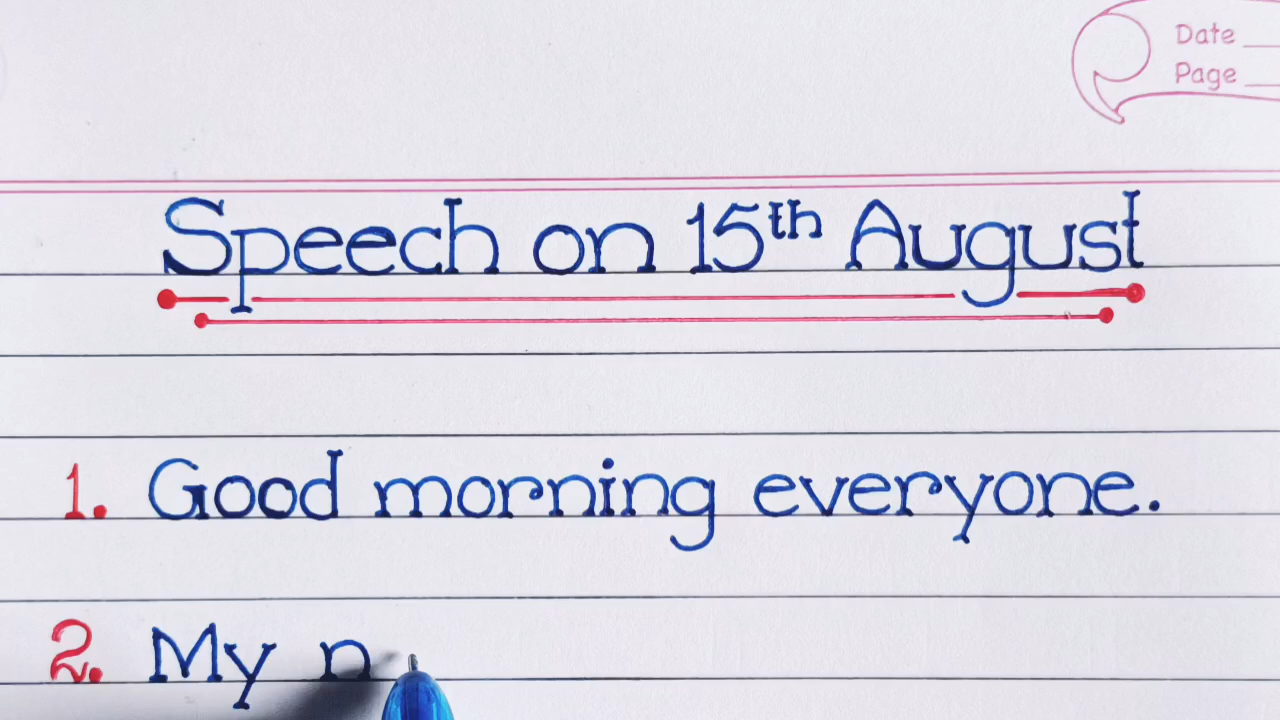 Date
Page
Speech on 15th August
1. Good morning everyone.
2. My n